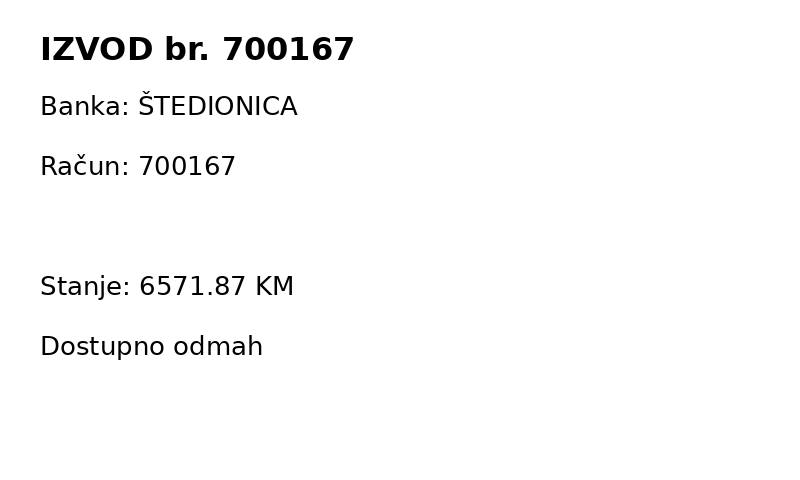 IZVOD br. 700167
Banka: ŠTEDIONICA
Račun: 700167
Stanje: 6571.87 KM
Dostupno odmah